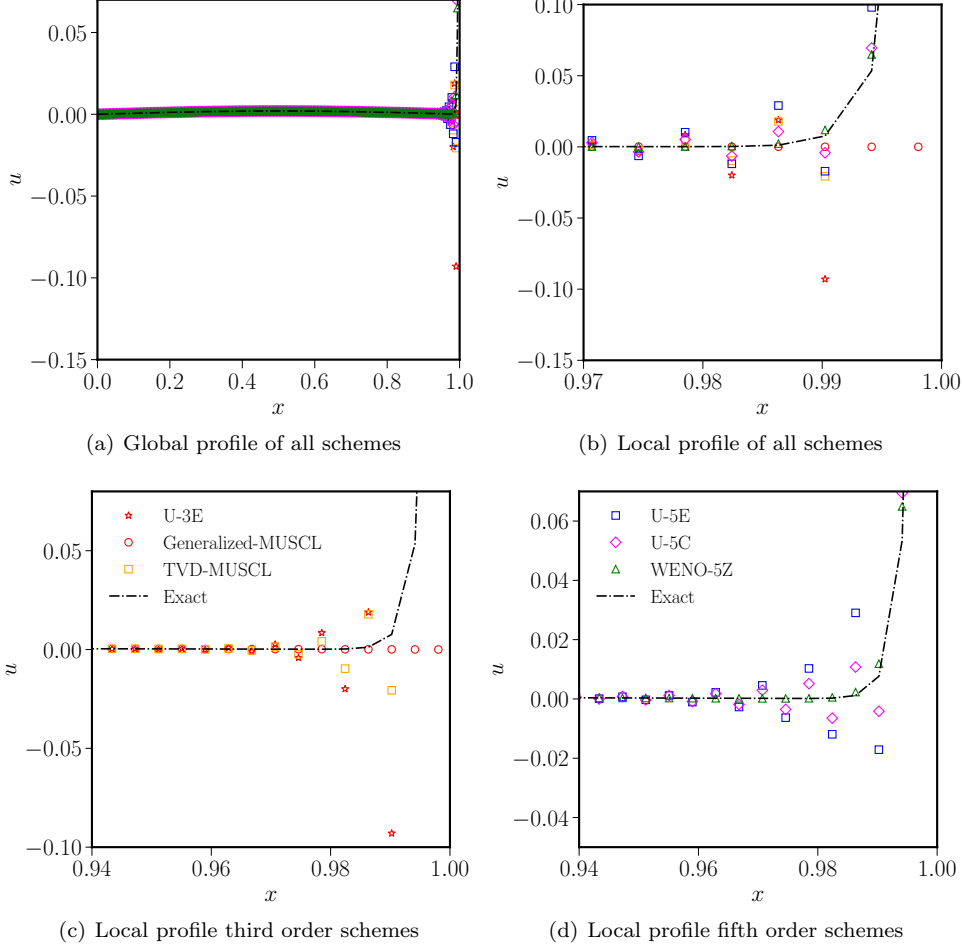 0.05
0.00
−0.05
−0.10
−0.15
u
0.0 0.2 0.4 0.6 0.8 1.0
x
(a) Global profile of all schemes
0.10
0.05
0.00
−0.05
−0.10
−0.15
u
0.97 0.98 0.99 1.00
x
(b) Local profile of all schemes
U-3E
Generalized-MUSCL
TVD-MUSCL
Exact
0.05
0.00
−0.05
−0.10
u
0.94 0.96 0.98 1.00
x
(c) Local profile third order schemes
U-5E
U-5C
WENO-5Z
Exact
0.06
0.04
0.02
0.00
−0.02
−0.04
u
0.94 0.96 0.98 1.00
x
(d) Local profile fifth order schemes